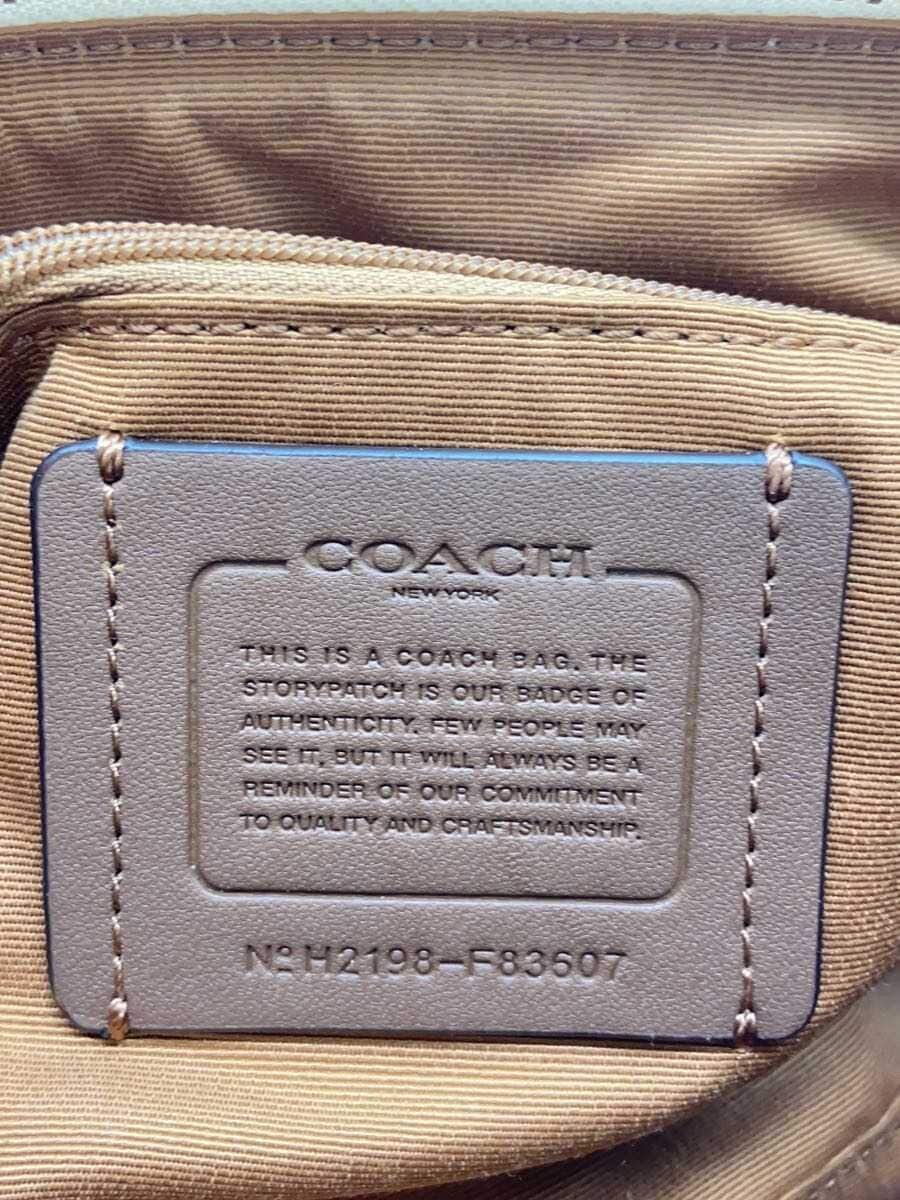 COACH
NEW YORK
THIS IS A COACH BAG. THE
STORYPATCH IS OUR BADGE OF
AUTHENTICITY. FEW PEOPLE MAY
SEE IT, BUT IT WILL ALWAYS BE A
REMINDER OF OUR COMMITMENT
TO QUALITY AND CRAFTSMANSHIP.
Nº H2198-F83607